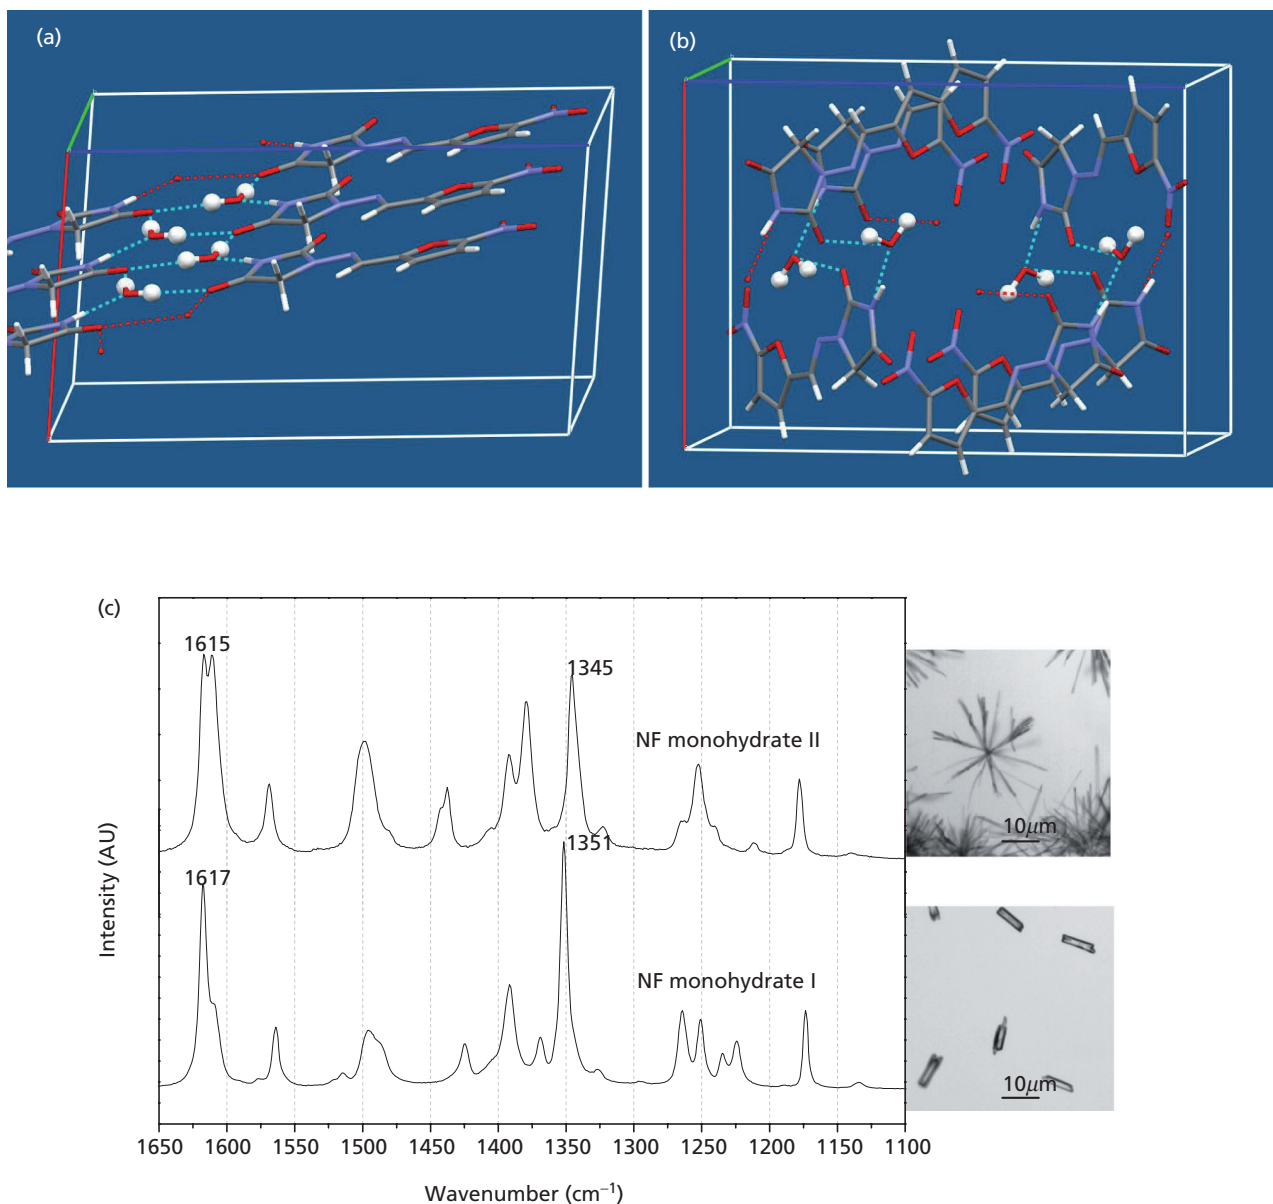 (a)
(b)
(c)
1615
1345
NF monohydrate II
10μm
1617
1351
NF monohydrate I
10μm
Intensity (AU)
1650 1600 1550 1500 1450 1400 1350 1300 1250 1200 1150 1100
Wavenumber (cm⁻¹)